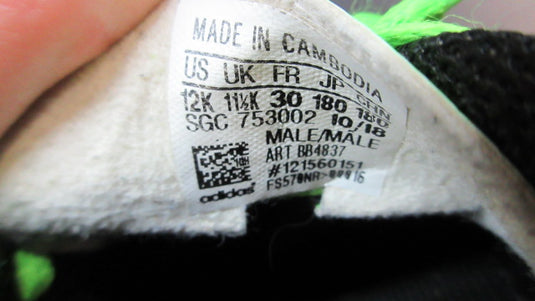 MADE IN CAMBODIA
US UK FR JP CHN
12K 11½K 30 180 180
SGC 753002 10/18
MALE/MÂLE
ART BB4837
#121560151
adidas